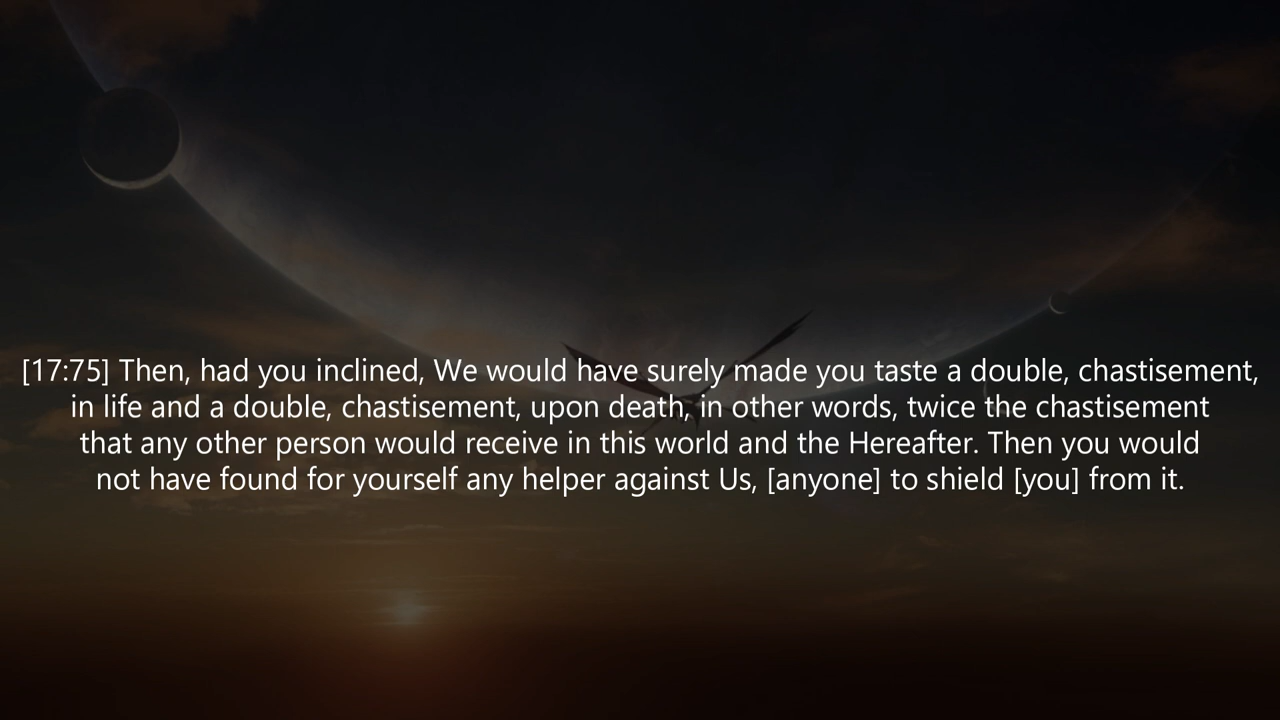 [17:75] Then, had you inclined, We would have surely made you taste a double, chastisement,
in life and a double, chastisement, upon death, in other words, twice the chastisement
that any other person would receive in this world and the Hereafter. Then you would
not have found for yourself any helper against Us, [anyone] to shield [you] from it.